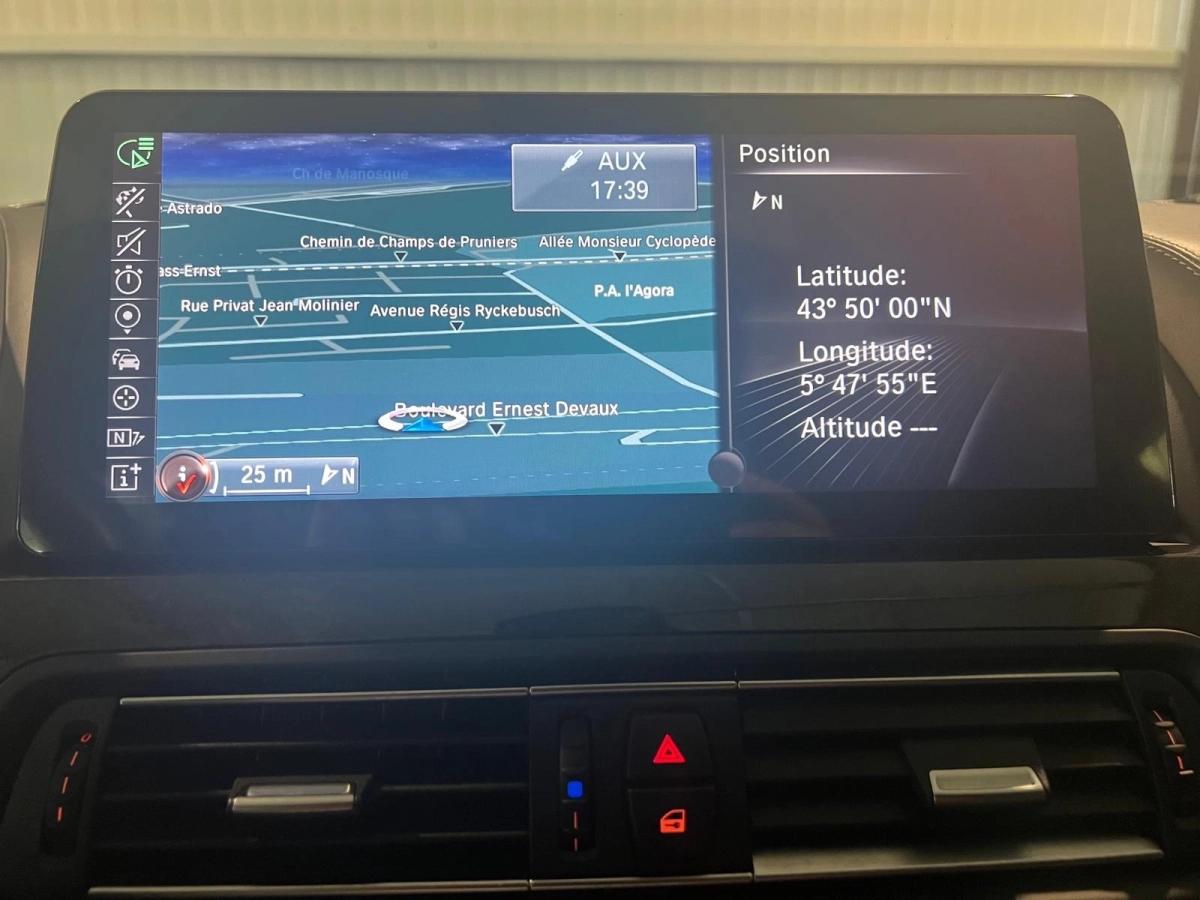 Ch de Manosque
AUX
17:39
Astrado
Chemin de Champs de Pruniers
Allée Monsieur Cyclopède
ass-Ernst
P.A. l'Agora
Rue Privat Jean Molinier
Avenue Régis Ryckebusch
Boulevard Ernest Devaux
25 m
N
N
i
Position
N
Latitude:
43° 50' 00"N
Longitude:
5° 47' 55"E
Altitude ---